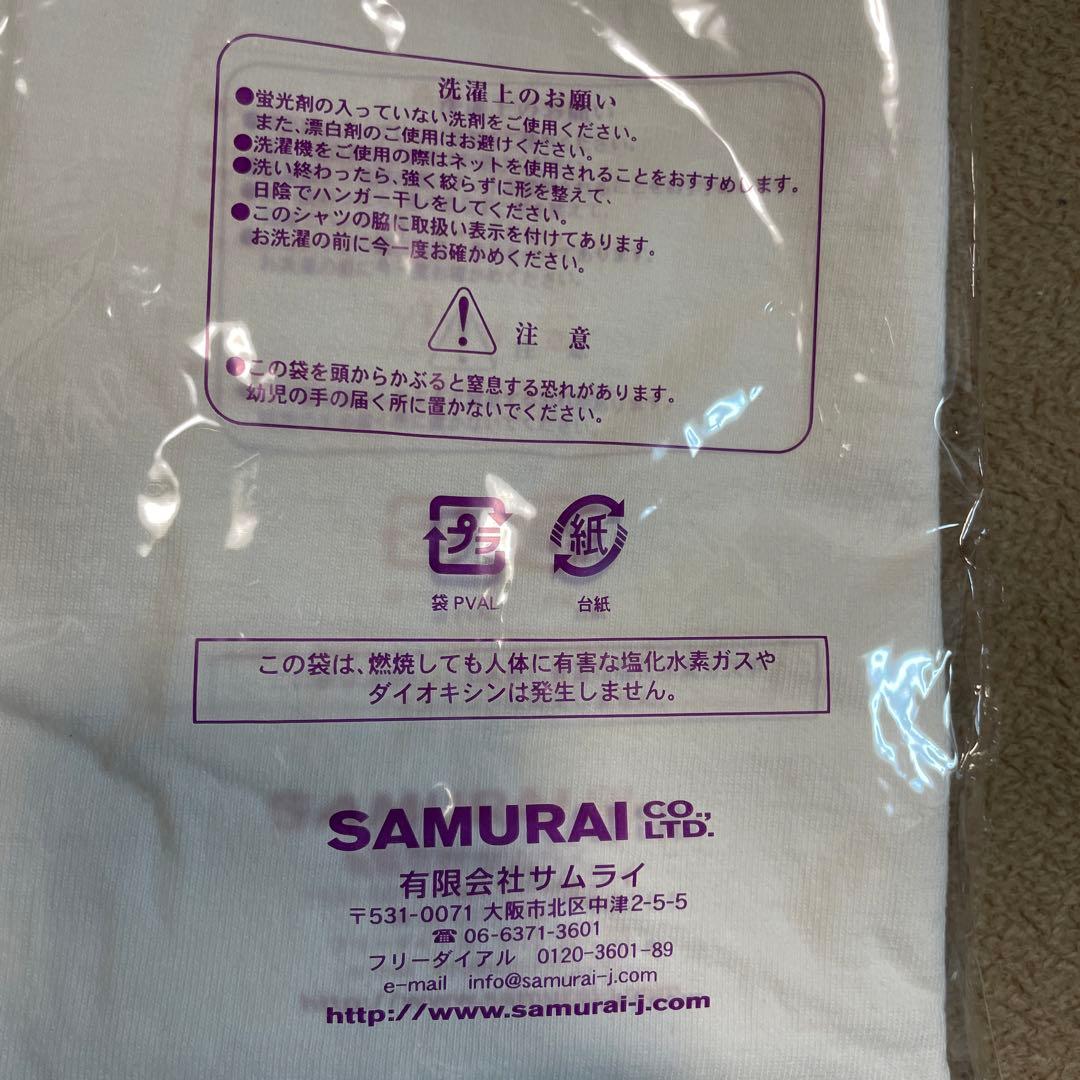 洗濯上のお願い
●蛍光剤の入っていない洗剤をご使用ください。
また、漂白剤のご使用はお避けください。
●洗濯機をご使用の際はネットを使用されることをおすすめします。
●洗い終わったら、強く絞らずに形を整えて、
日陰でハンガー干しをしてください。
●このシャツの脇に取扱い表示を付けてあります。
お洗濯の前に今一度お確かめください。
注 意
●この袋を頭からかぶると窒息する恐れがあります。
幼児の手の届く所に置かないでください。
プラ 紙
袋 PVAL 台紙
この袋は、燃焼しても人体に有害な塩化水素ガスや
ダイオキシンは発生しません。
SAMURAI CO., LTD.
有限会社サムライ
〒531-0071 大阪市北区中津2-5-5
☎ 06-6371-3601
フリーダイアル 0120-3601-89
e-mail info@samurai-j.com
http://www.samurai-j.com